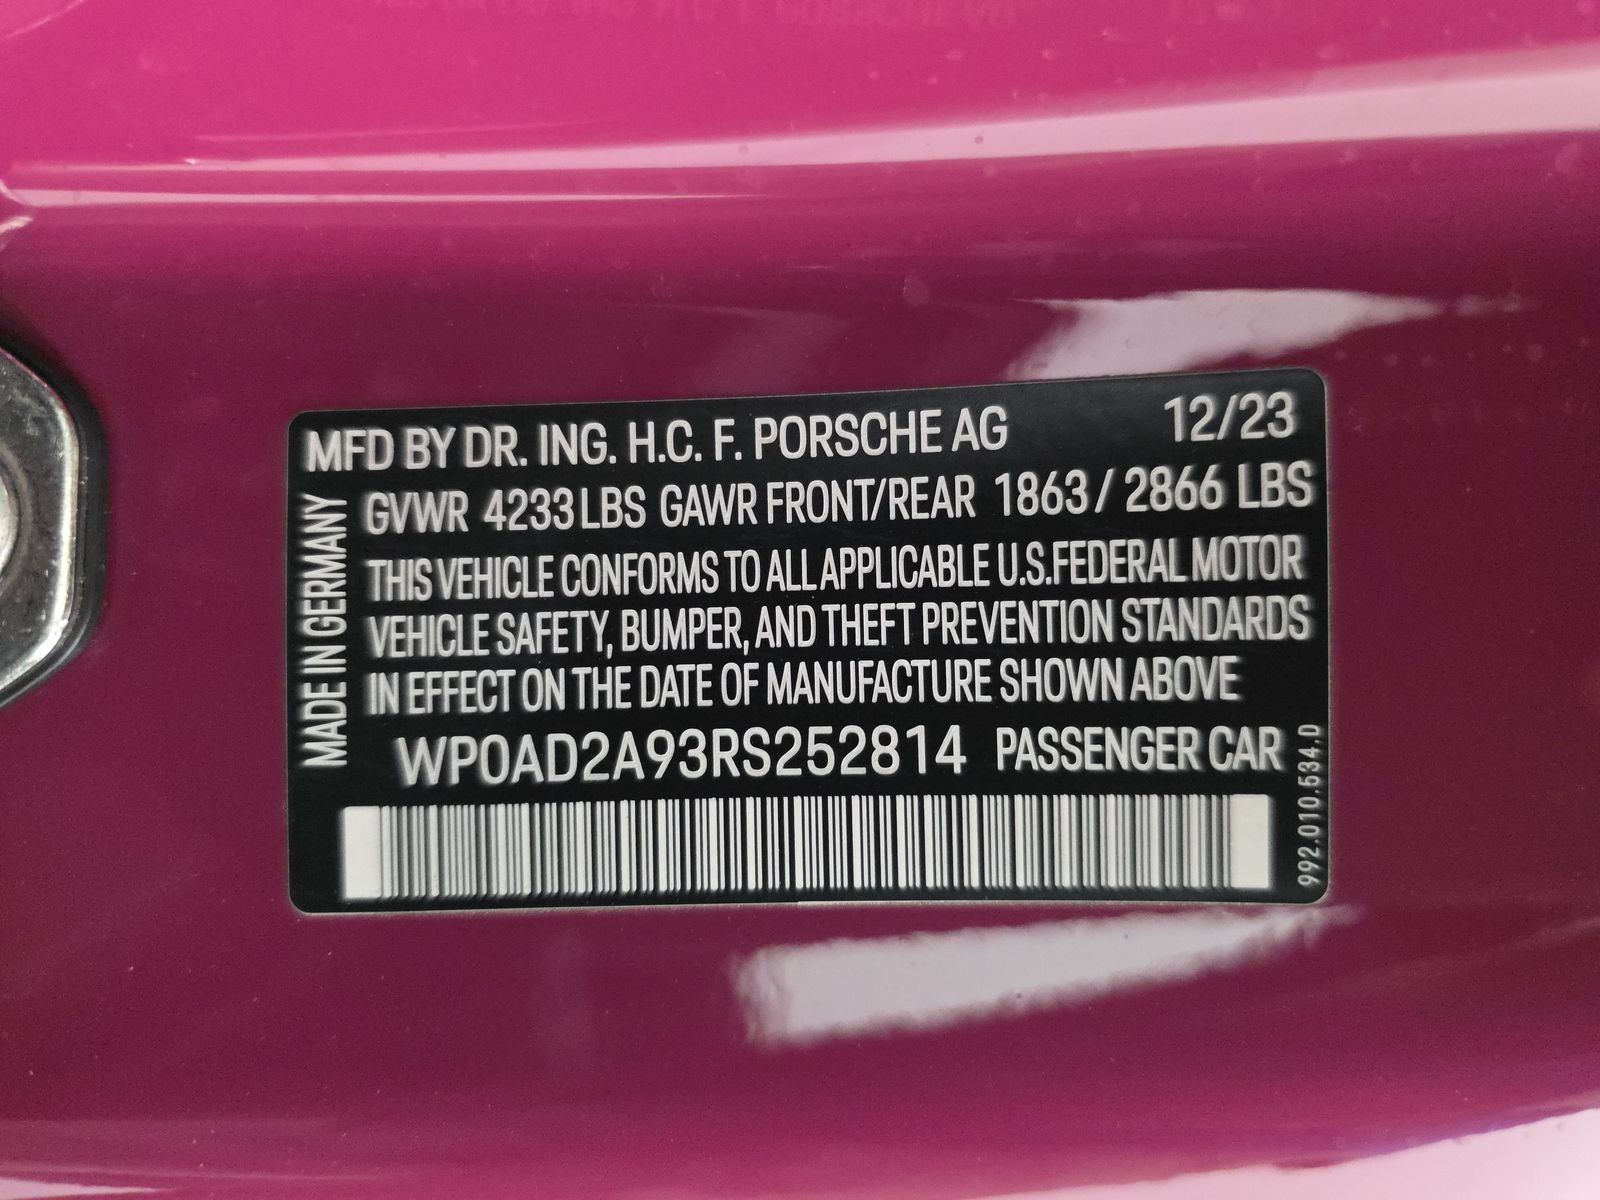 MFD BY DR. ING. H.C. F. PORSCHE AG 12/23
GVWR 4233 LBS GAWR FRONT/REAR 1863 / 2866 LBS
THIS VEHICLE CONFORMS TO ALL APPLICABLE U.S.FEDERAL MOTOR
VEHICLE SAFETY, BUMPER, AND THEFT PREVENTION STANDARDS
IN EFFECT ON THE DATE OF MANUFACTURE SHOWN ABOVE
WP0AD2A93RS252814 PASSENGER CAR
MADE IN GERMANY
992.010.534.D